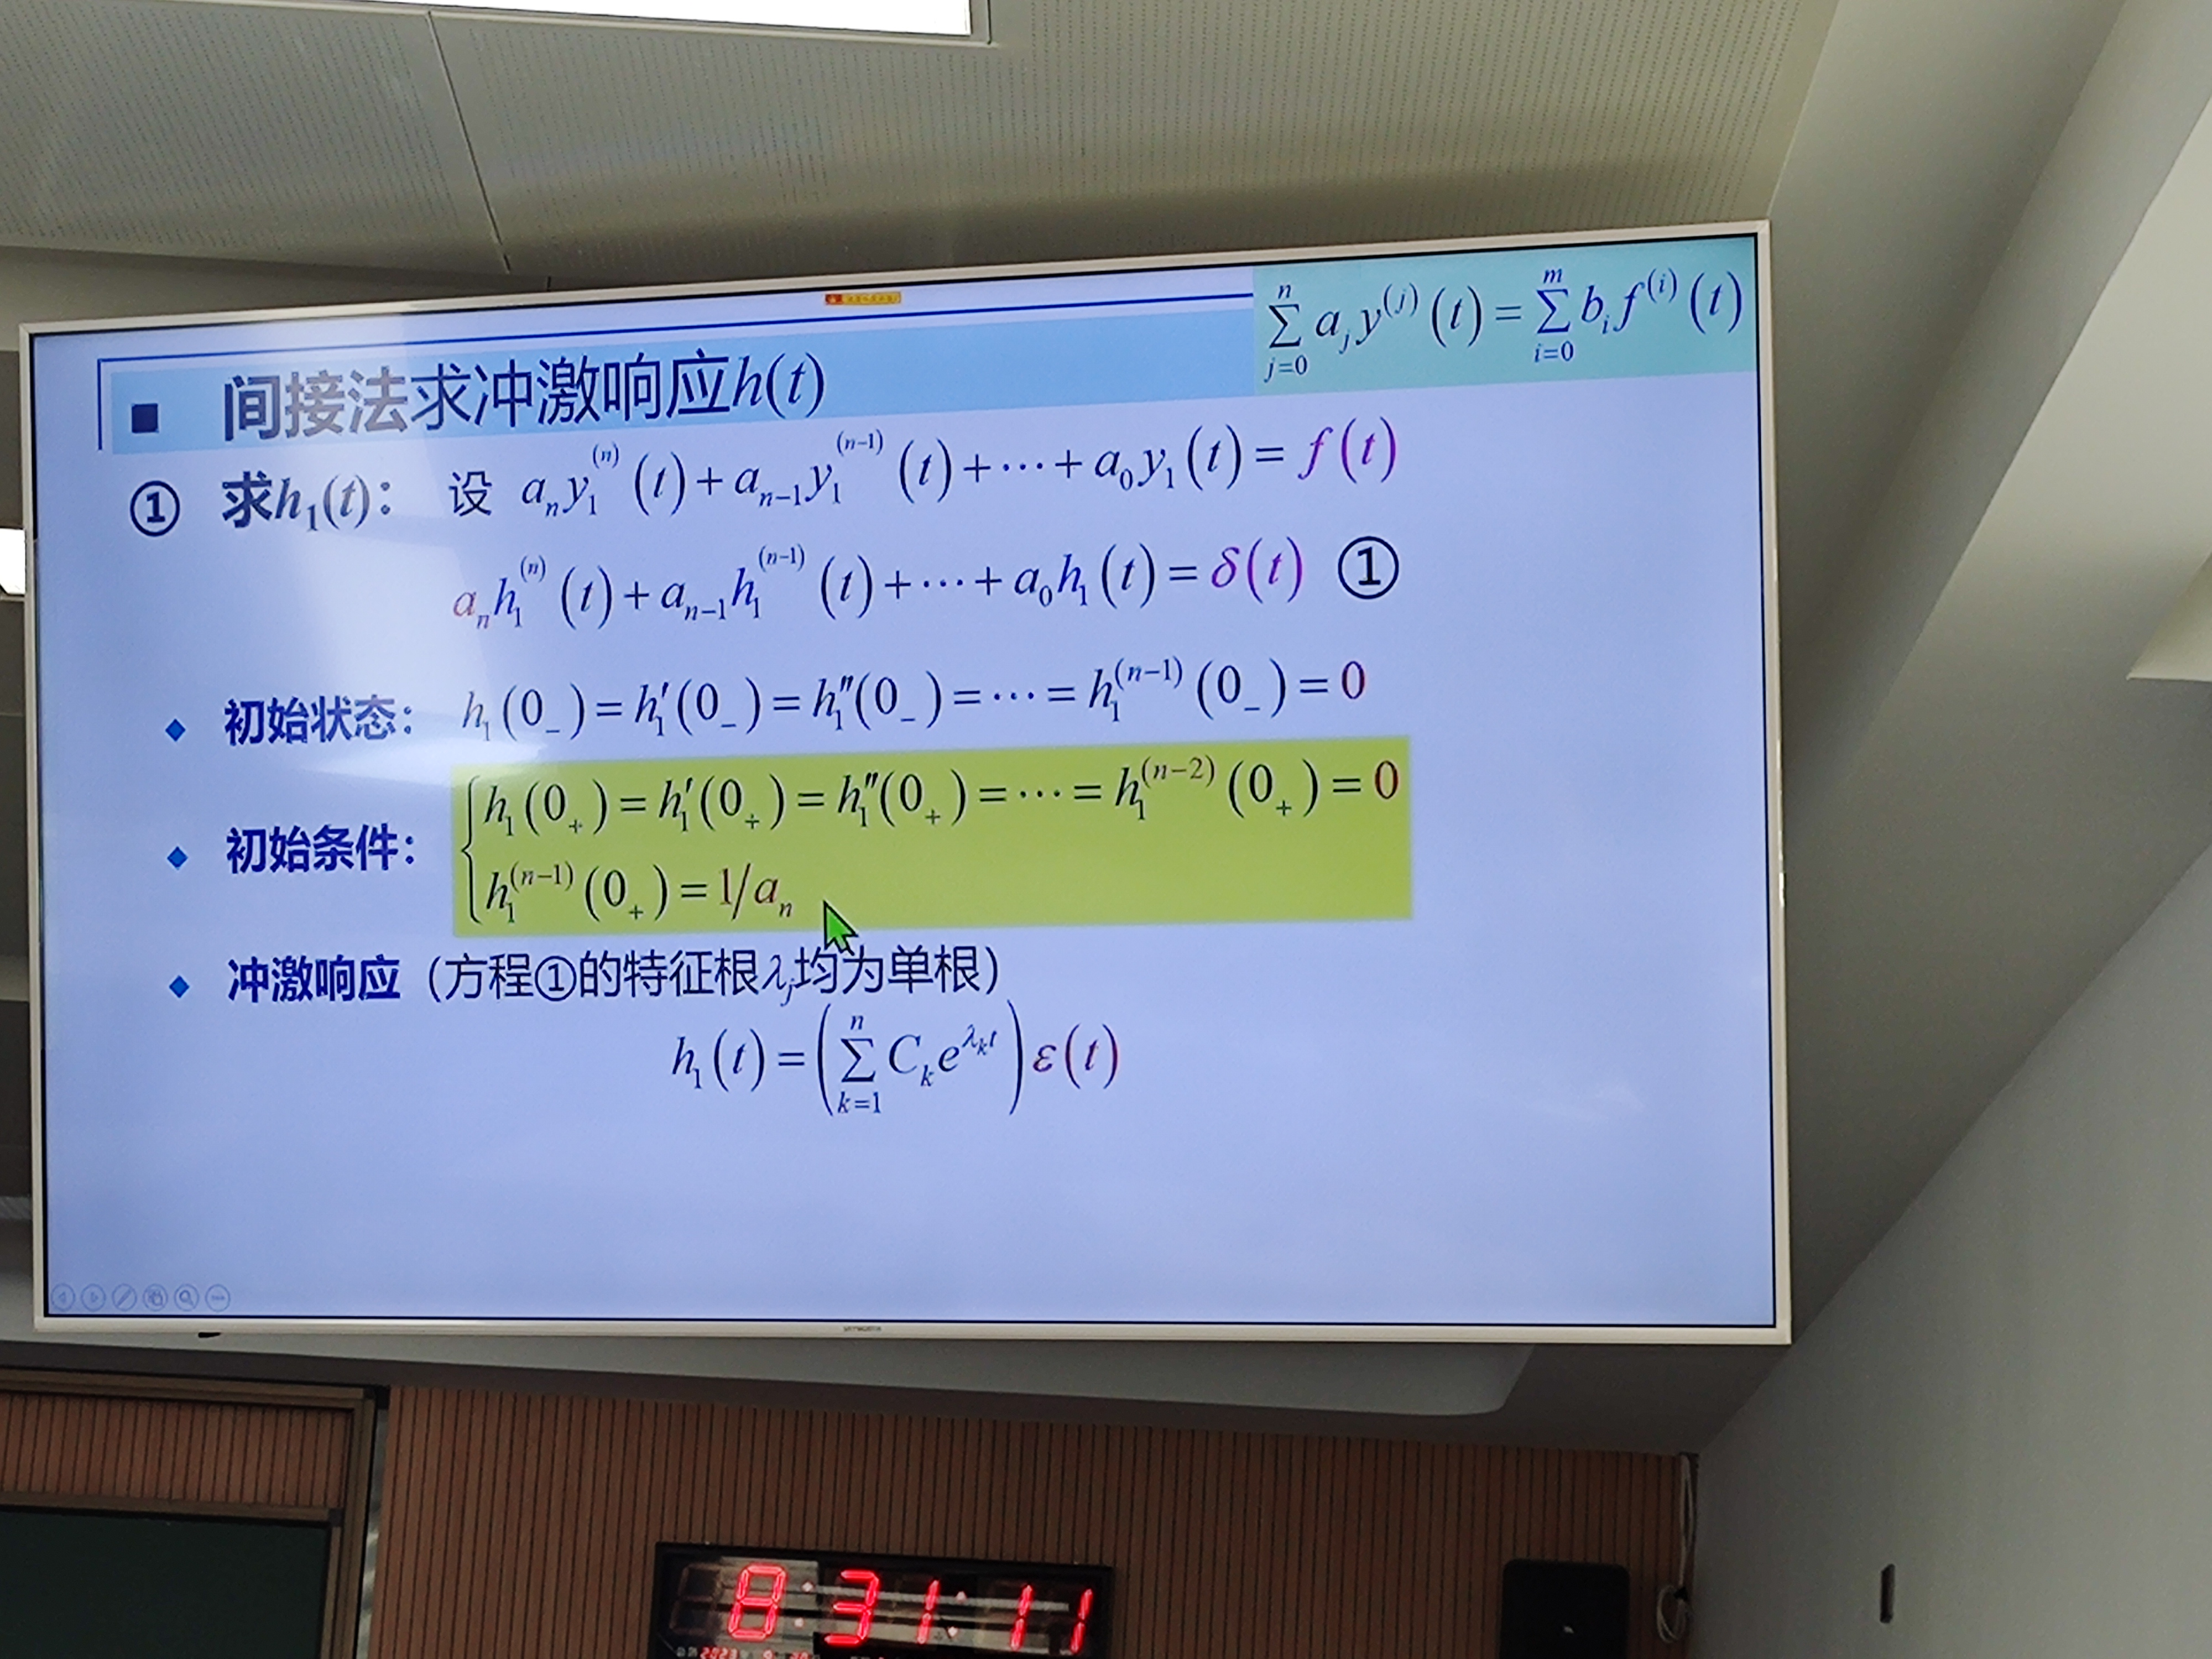 $\sum_{j=0}^{n} a_j y^{(j)}(t) = \sum_{i=0}^{m} b_i f^{(i)}(t)$
■ 间接法求冲激响应h(t)
① 求h₁(t)： 设 $a_n y_1^{(n)}(t) + a_{n-1} y_1^{(n-1)}(t) + \cdots + a_0 y_1(t) = f(t)$
$a_n h_1^{(n)}(t) + a_{n-1} h_1^{(n-1)}(t) + \cdots + a_0 h_1(t) = \delta(t)$ ①
◆ 初始状态： $h_1(0_-) = h_1'(0_-) = h_1''(0_-) = \cdots = h_1^{(n-1)}(0_-) = 0$
◆ 初始条件： $h_1(0_+) = h_1'(0_+) = h_1''(0_+) = \cdots = h_1^{(n-2)}(0_+) = 0$
$h_1^{(n-1)}(0_+) = 1/a_n$
◆ 冲激响应（方程①的特征根$\lambda_j$均为单根）
$h_1(t) = \left( \sum_{k=1}^{n} C_k e^{\lambda_k t} \right) \varepsilon(t)$
8:31:11